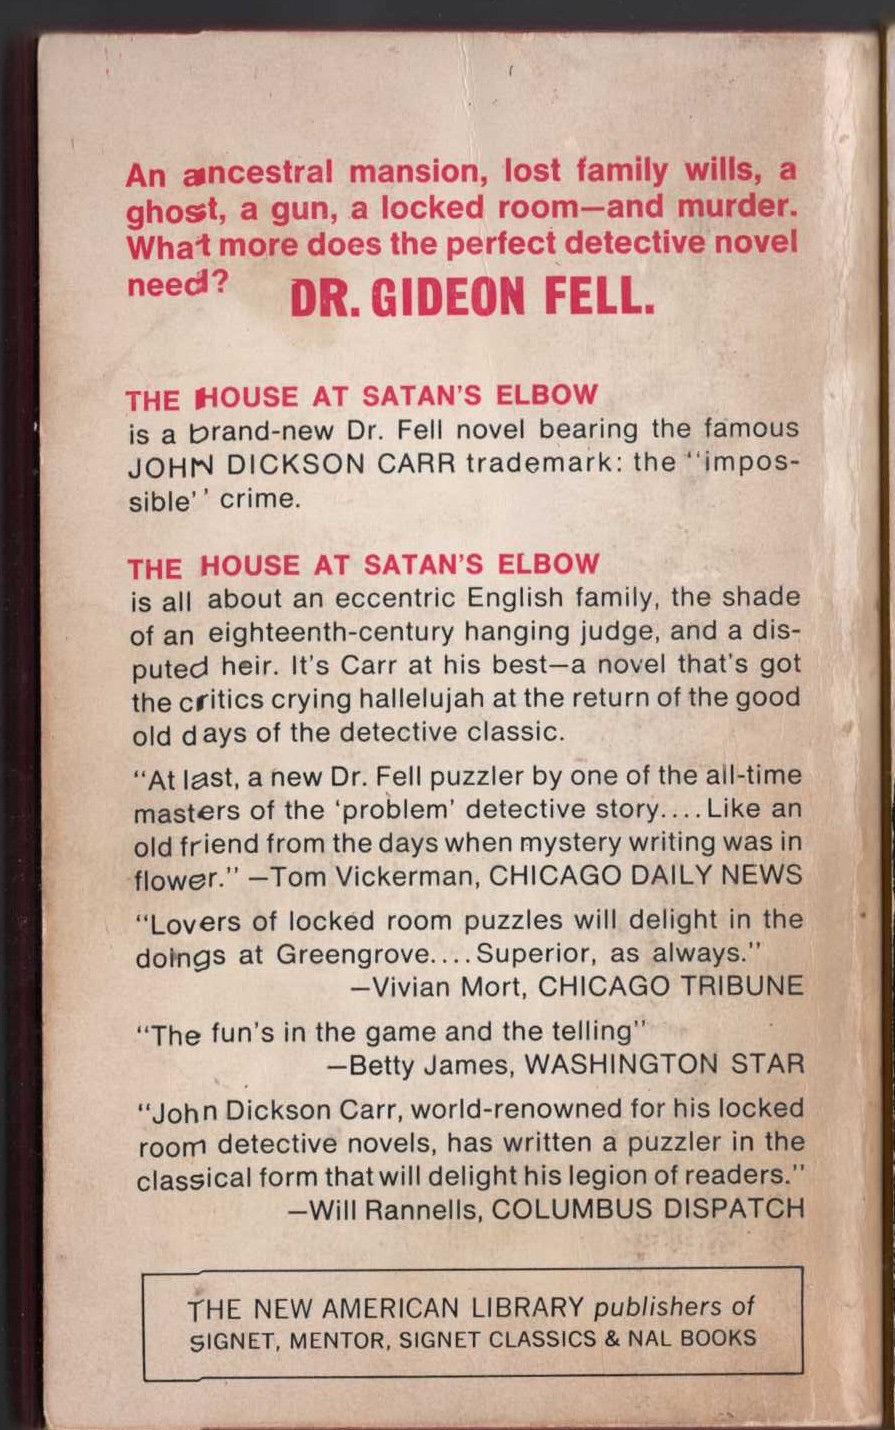 An ancestral mansion, lost family wills, a
ghost, a gun, a locked room—and murder.
What more does the perfect detective novel
need? DR. GIDEON FELL.
THE HOUSE AT SATAN'S ELBOW
is a brand-new Dr. Fell novel bearing the famous
JOHN DICKSON CARR trademark: the "impos-
sible" crime.
THE HOUSE AT SATAN'S ELBOW
is all about an eccentric English family, the shade
of an eighteenth-century hanging judge, and a dis-
puted heir. It's Carr at his best—a novel that's got
the critics crying hallelujah at the return of the good
old days of the detective classic.
"At last, a new Dr. Fell puzzler by one of the all-time
masters of the 'problem' detective story.... Like an
old friend from the days when mystery writing was in
flower." —Tom Vickerman, CHICAGO DAILY NEWS
"Lovers of locked room puzzles will delight in the
doings at Greengrove.... Superior, as always."
—Vivian Mort, CHICAGO TRIBUNE
"The fun's in the game and the telling"
—Betty James, WASHINGTON STAR
"John Dickson Carr, world-renowned for his locked
room detective novels, has written a puzzler in the
classical form that will delight his legion of readers."
—Will Rannells, COLUMBUS DISPATCH
THE NEW AMERICAN LIBRARY publishers of
SIGNET, MENTOR, SIGNET CLASSICS & NAL BOOKS